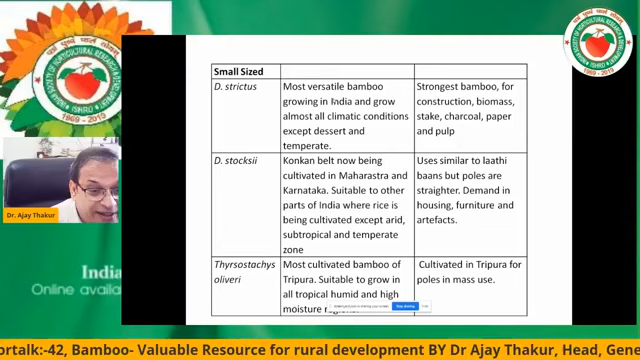 Small Sized
D. strictus
Most versatile bamboo
growing in India and grow
almost all climatic conditions
except dessert and
temperate.
Strongest bamboo, for
construction, biomass,
stake, charcoal, paper
and pulp
D. stocksii
Konkan belt now being
cultivated in Maharastra and
Karnataka. Suitable to other
parts of India where rice is
being cultivated except arid,
subtropical and temperate
zone
Uses similar to laathi
baans but poles are
straighter. Demand in
housing, furniture and
artefacts.
Thyrsostachys
oliveri
Most cultivated bamboo of
Tripura. Suitable to grow in
all tropical humid and high
moisture
Cultivated in Tripura for
poles in mass use.
Dr. Ajay Thakur
India
Online availa
1969 - 2019
1969 - 2019
ortalk:-42, Bamboo- Valuable Resource for rural development BY Dr Ajay Thakur, Head, Gene